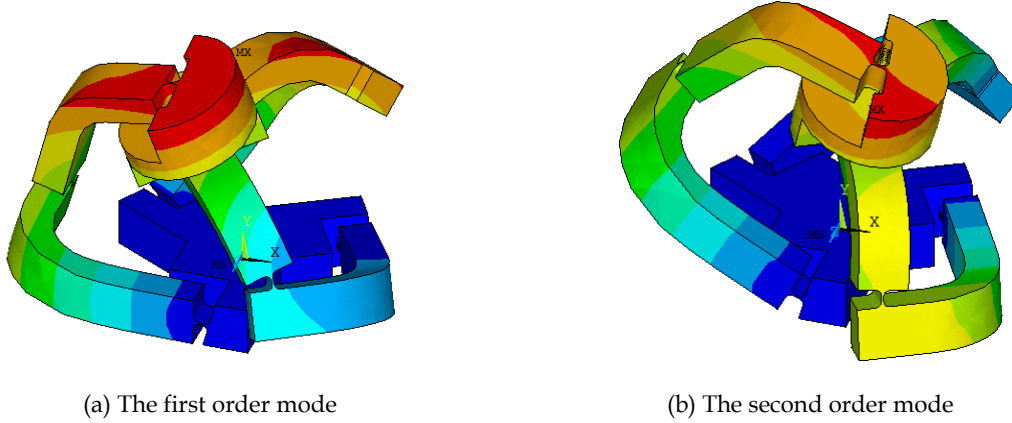 MX
MX
Y
X
MN
Y
X
Z
MN
(a) The first order mode
(b) The second order mode